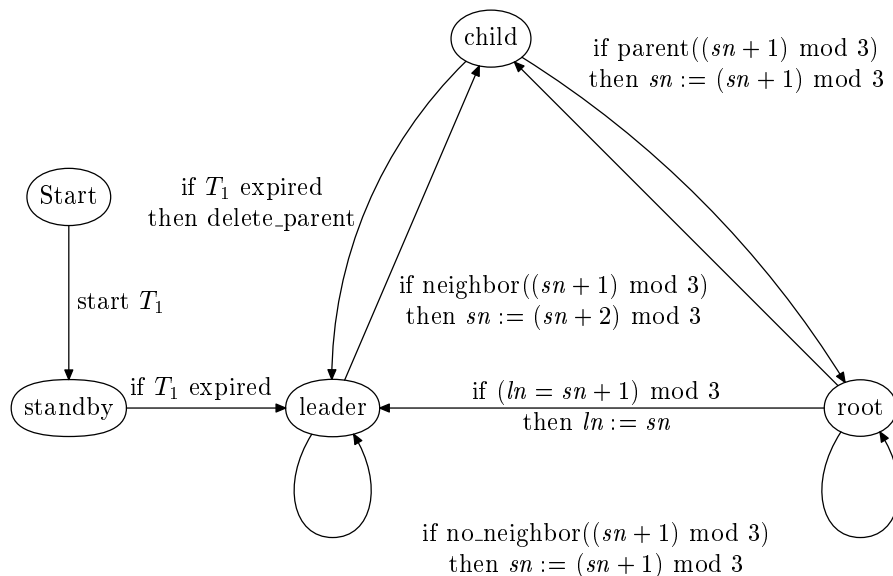 child
if parent((sn + 1) mod 3)
then sn := (sn + 1) mod 3
Start
if T₁ expired
then delete_parent
start T₁
if neighbor((sn + 1) mod 3)
then sn := (sn + 2) mod 3
standby
if T₁ expired
leader
if (ln = sn + 1) mod 3
then ln := sn
root
if no_neighbor((sn + 1) mod 3)
then sn := (sn + 1) mod 3